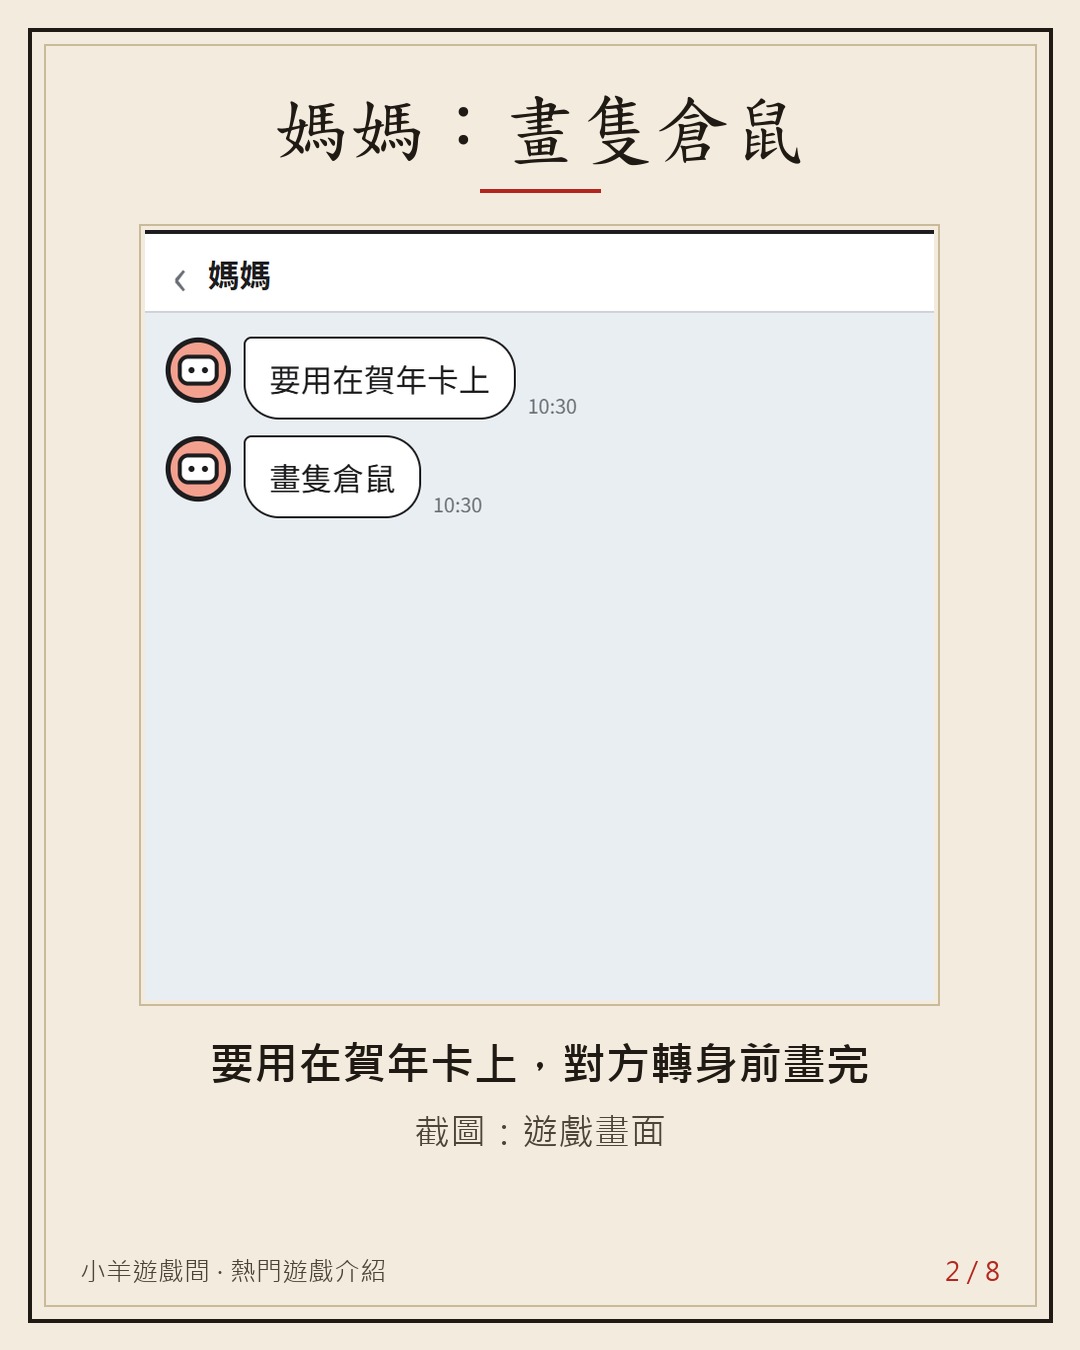 媽媽：畫隻倉鼠
媽媽
要用在賀年卡上
10:30
畫隻倉鼠
10:30
要用在賀年卡上，對方轉身前畫完
截圖：遊戲畫面
小羊遊戲間 · 熱門遊戲介紹
2 / 8